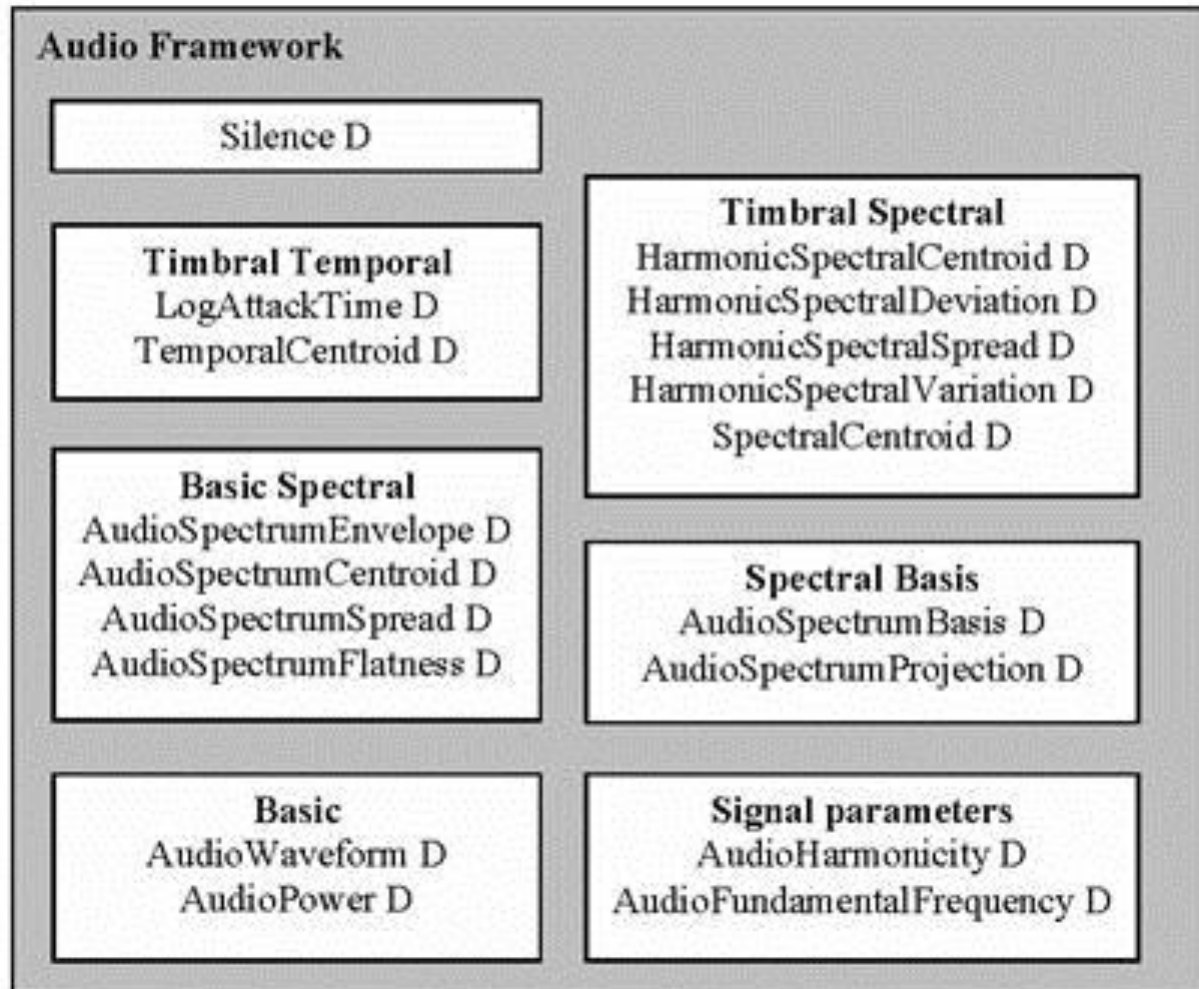 Audio Framework
Silence D
Timbral Temporal
LogAttackTime D
TemporalCentroid D
Basic Spectral
AudioSpectrumEnvelope D
AudioSpectrumCentroid D
AudioSpectrumSpread D
AudioSpectrumFlatness D
Basic
AudioWaveform D
AudioPower D
Timbral Spectral
HarmonicSpectralCentroid D
HarmonicSpectralDeviation D
HarmonicSpectralSpread D
HarmonicSpectralVariation D
SpectralCentroid D
Spectral Basis
AudioSpectrumBasis D
AudioSpectrumProjection D
Signal parameters
AudioHarmonicity D
AudioFundamentalFrequency D